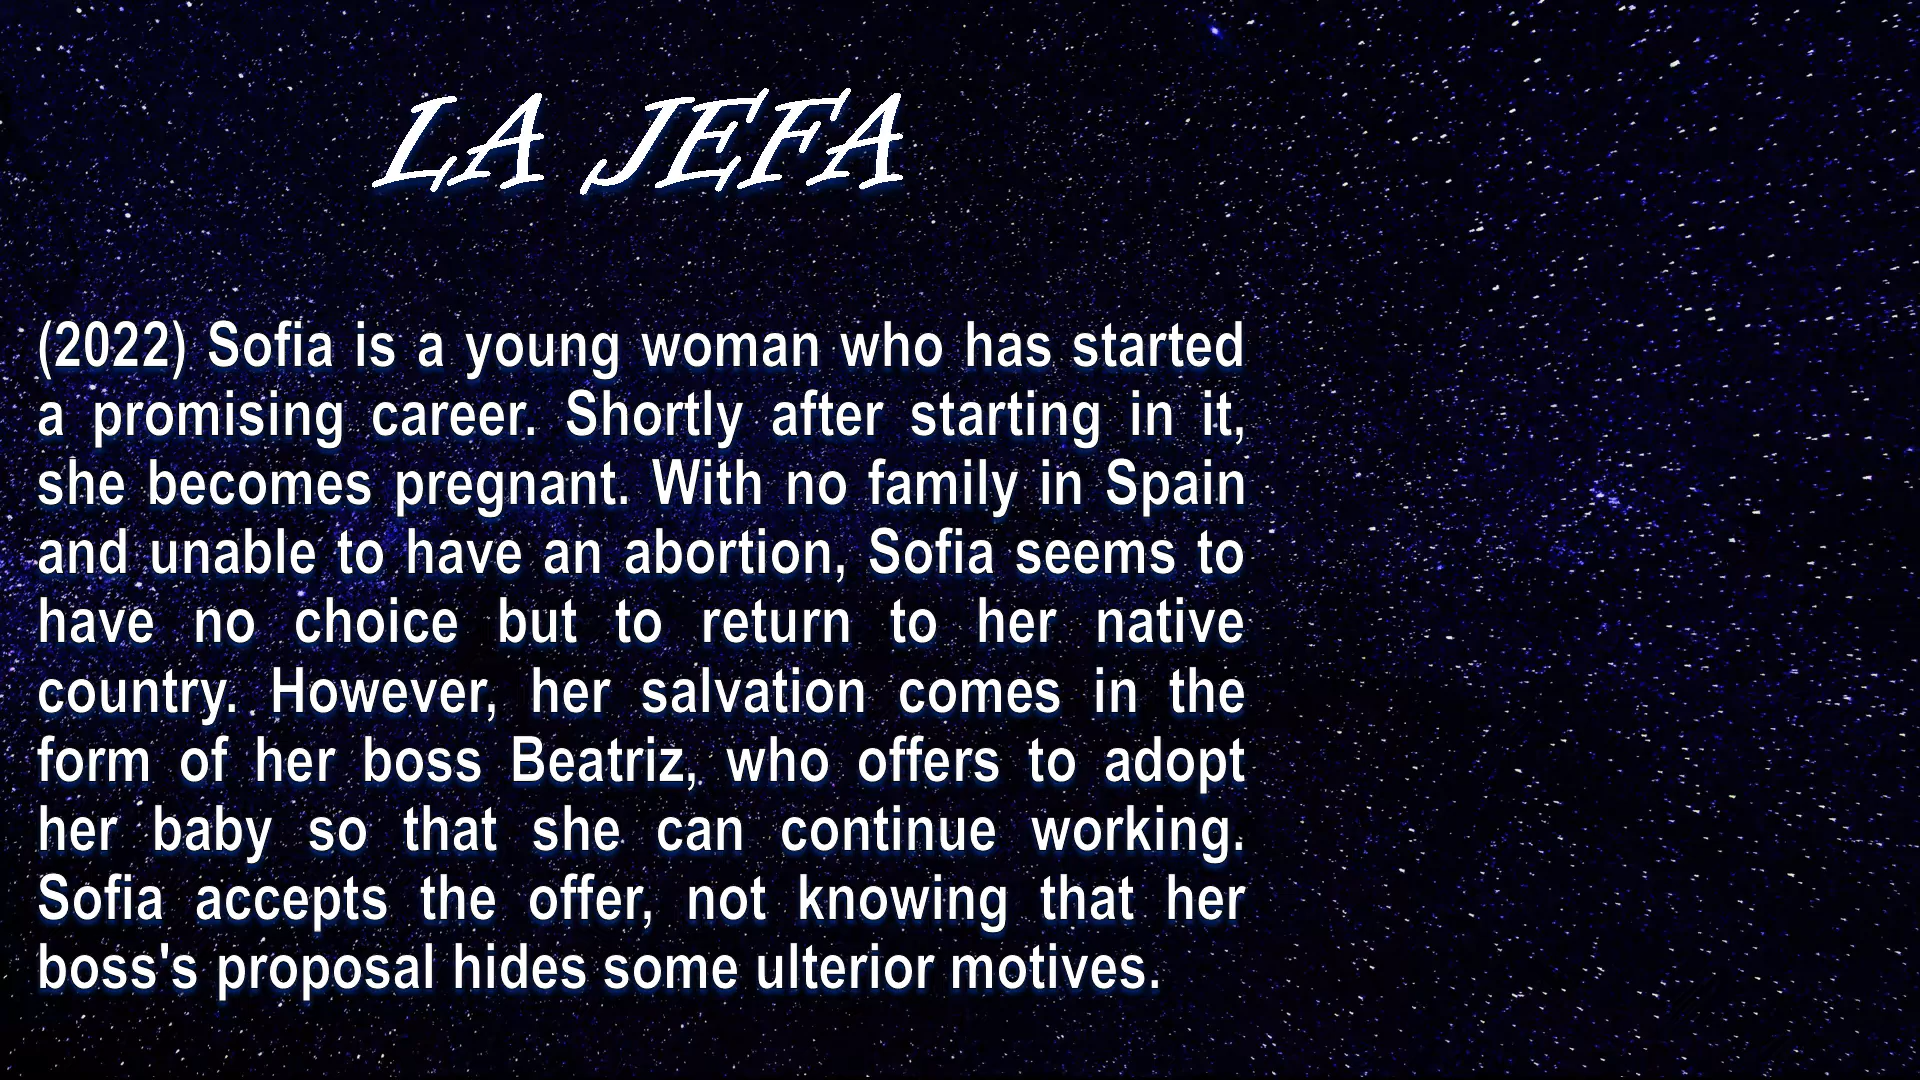 LA JEFA
(2022) Sofia is a young woman who has started
a promising career. Shortly after starting in it,
she becomes pregnant. With no family in Spain
and unable to have an abortion, Sofia seems to
have no choice but to return to her native
country. However, her salvation comes in the
form of her boss Beatriz, who offers to adopt
her baby so that she can continue working.
Sofia accepts the offer, not knowing that her
boss's proposal hides some ulterior motives.